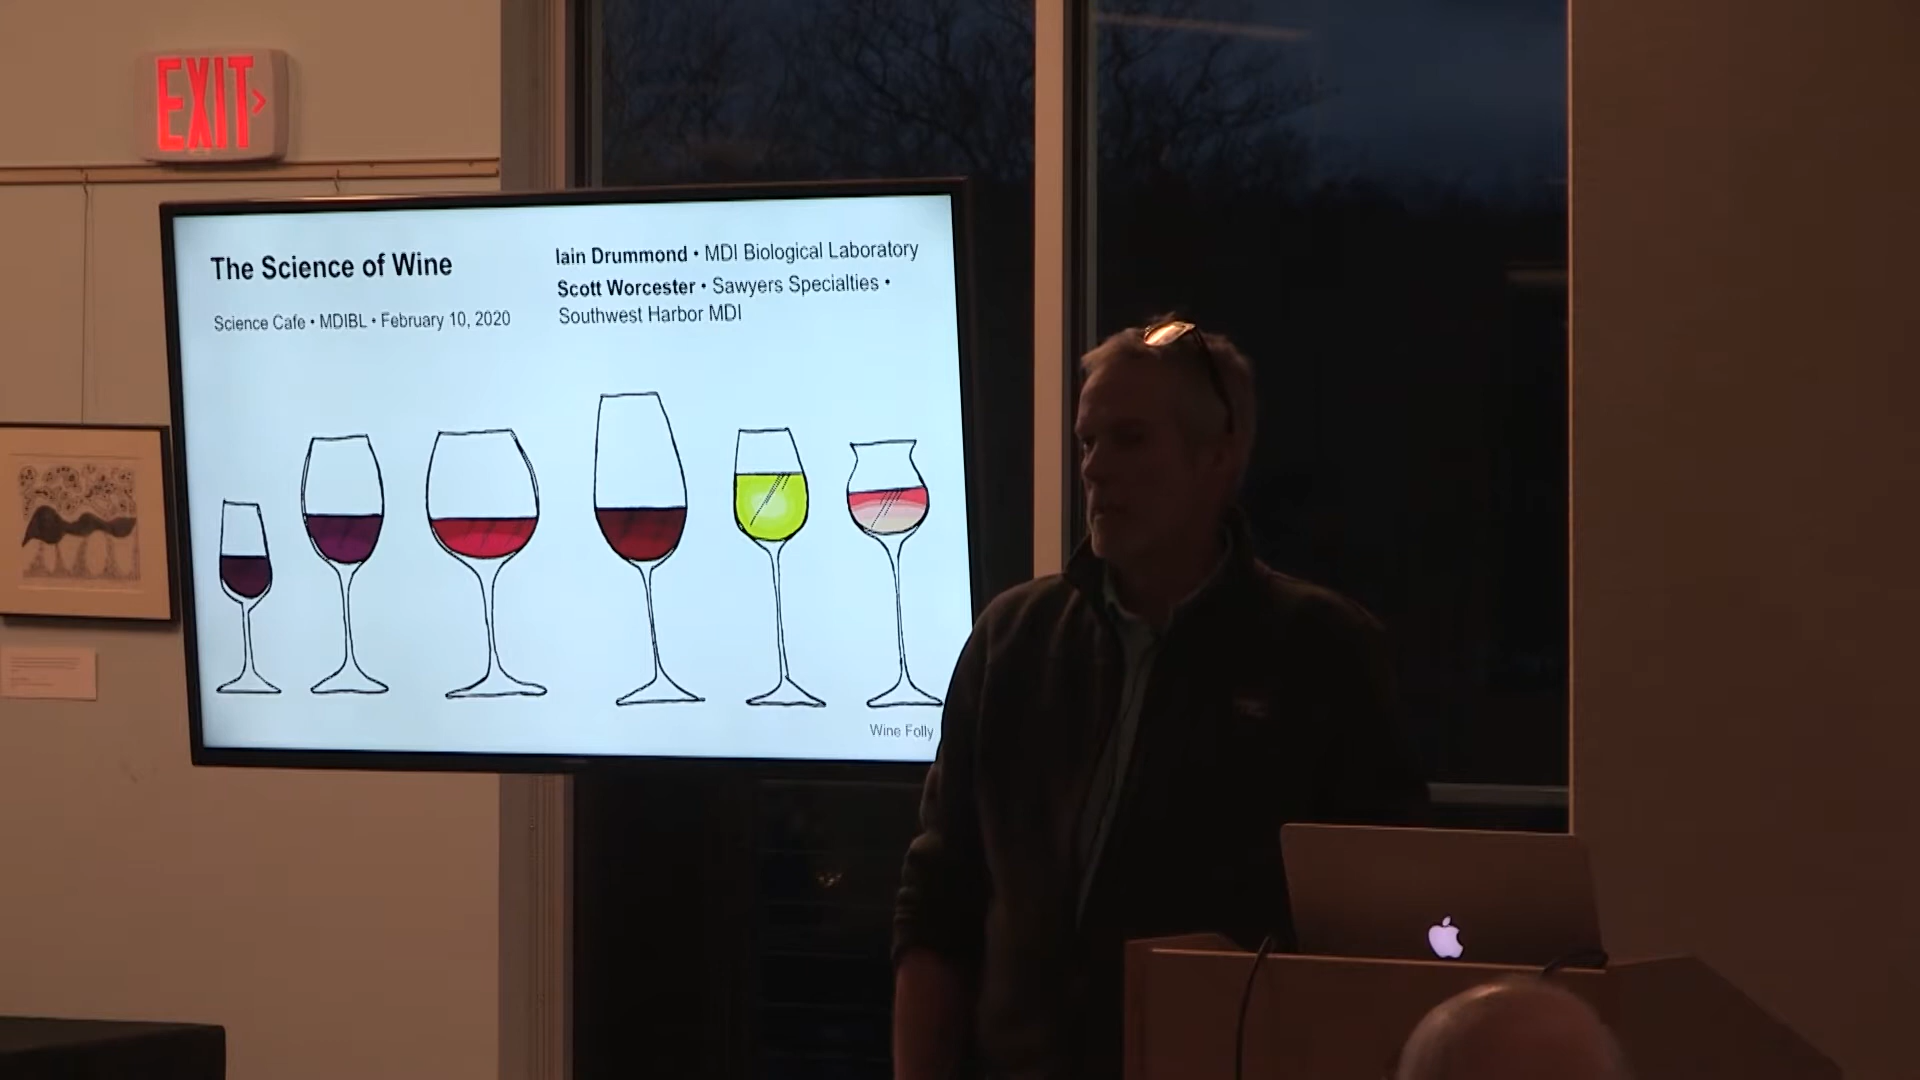 EXIT
The Science of Wine
Science Cafe • MDIBL • February 10, 2020
Iain Drummond • MDI Biological Laboratory
Scott Worcester • Sawyers Specialties •
Southwest Harbor MDI
Wine Folly